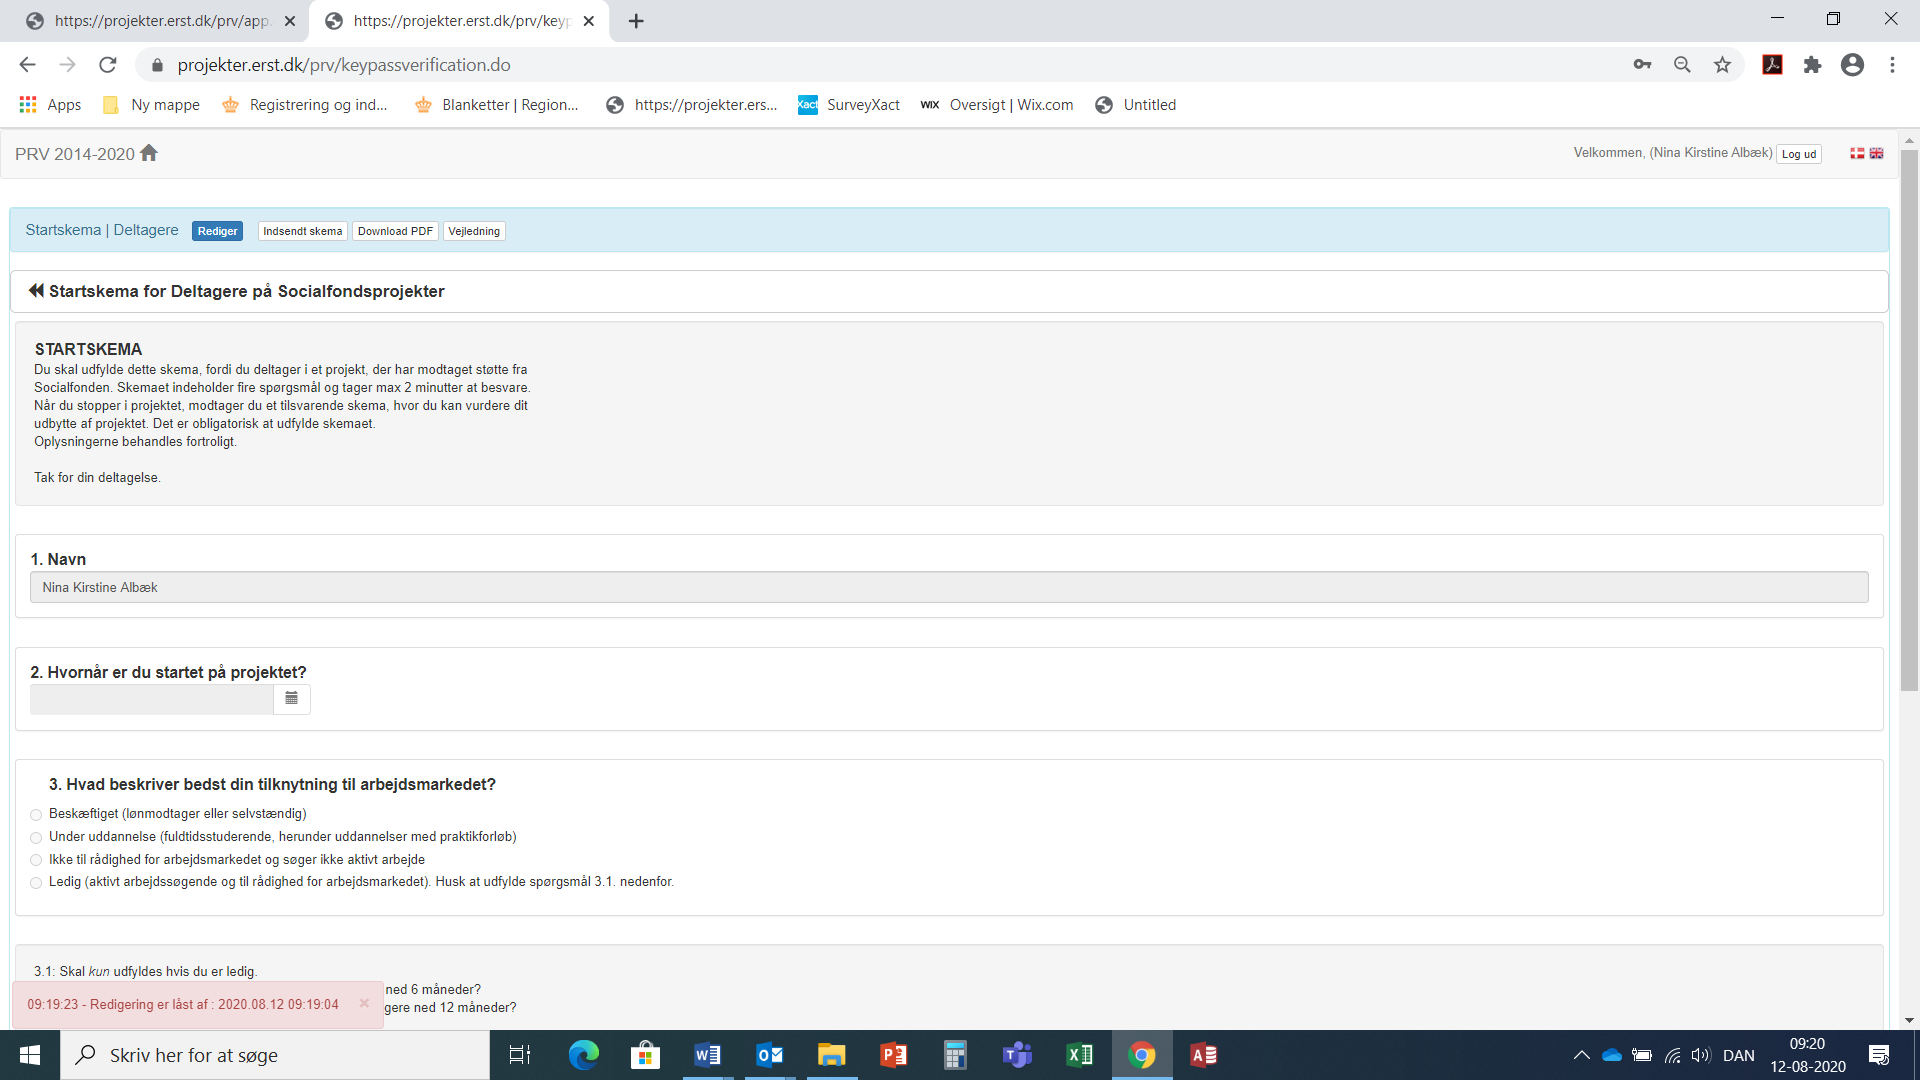 https://projekter.erst.dk/prv/app.
https://projekter.erst.dk/prv/keyp
projekter.erst.dk/prv/keypassverification.do
Apps
Ny mappe
Registrering og ind...
Blanketter | Region...
https://projekter.ers...
Xact
SurveyXact
WIX
Oversigt | Wix.com
Untitled
PRV 2014-2020
Velkommen, (Nina Kirstine Albæk)
Log ud
Startskema | Deltagere
Rediger
Indsendt skema
Download PDF
Vejledning
Startskema for Deltagere på Socialfondsprojekter
STARTSKEMA
Du skal udfylde dette skema, fordi du deltager i et projekt, der har modtaget støtte fra
Socialfonden. Skemaet indeholder fire spørgsmål og tager max 2 minutter at besvare.
Når du stopper i projektet, modtager du et tilsvarende skema, hvor du kan vurdere dit
udbytte af projektet. Det er obligatorisk at udfylde skemaet.
Oplysningerne behandles fortroligt.
Tak for din deltagelse.
1. Navn
Nina Kirstine Albæk
2. Hvornår er du startet på projektet?
3. Hvad beskriver bedst din tilknytning til arbejdsmarkedet?
Beskæftiget (lønmodtager eller selvstændig)
Under uddannelse (fuldtidsstuderende, herunder uddannelser med praktikforløb)
Ikke til rådighed for arbejdsmarkedet og søger ikke aktivt arbejde
Ledig (aktivt arbejdssøgende og til rådighed for arbejdsmarkedet). Husk at udfylde spørgsmål 3.1. nedenfor.
3.1: Skal kun udfyldes hvis du er ledig.
ned 6 måneder?
gere ned 12 måneder?
09:19:23 - Redigering er låst af : 2020.08.12 09:19:04
Skriv her for at søge
DAN
09:20
12-08-2020